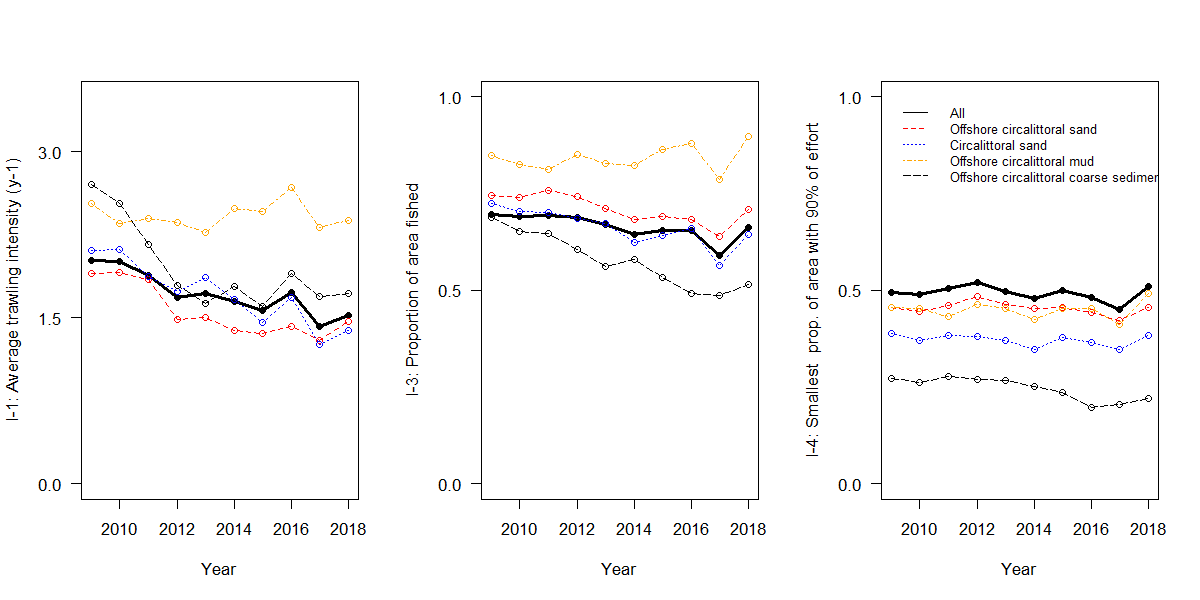 I-1: Average trawling intensity (y-1)
3.0
1.5
0.0
2010 2012 2014 2016 2018
Year
I-3: Proportion of area fished
1.0
0.5
0.0
2010 2012 2014 2016 2018
Year
I-4: Smallest prop. of area with 90% of effort
1.0
0.5
0.0
All
Offshore circalittoral sand
Circalittoral sand
Offshore circalittoral mud
Offshore circalittoral coarse sedimer
2010 2012 2014 2016 2018
Year